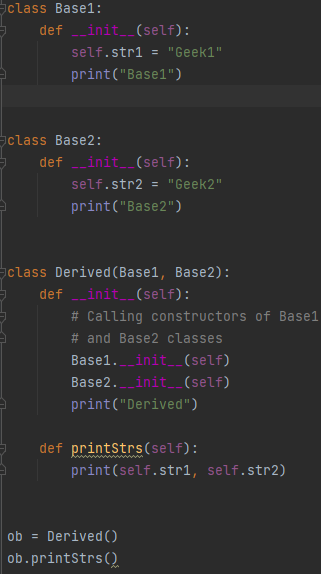 class Base1:
    def __init__(self):
        self.str1 = "Geek1"
        print("Base1")
class Base2:
    def __init__(self):
        self.str2 = "Geek2"
        print("Base2")
class Derived(Base1, Base2):
    def __init__(self):
        # Calling constructors of Base1
        # and Base2 classes
        Base1.__init__(self)
        Base2.__init__(self)
        print("Derived")
    def printStrs(self):
        print(self.str1, self.str2)
ob = Derived()
ob.printStrs()